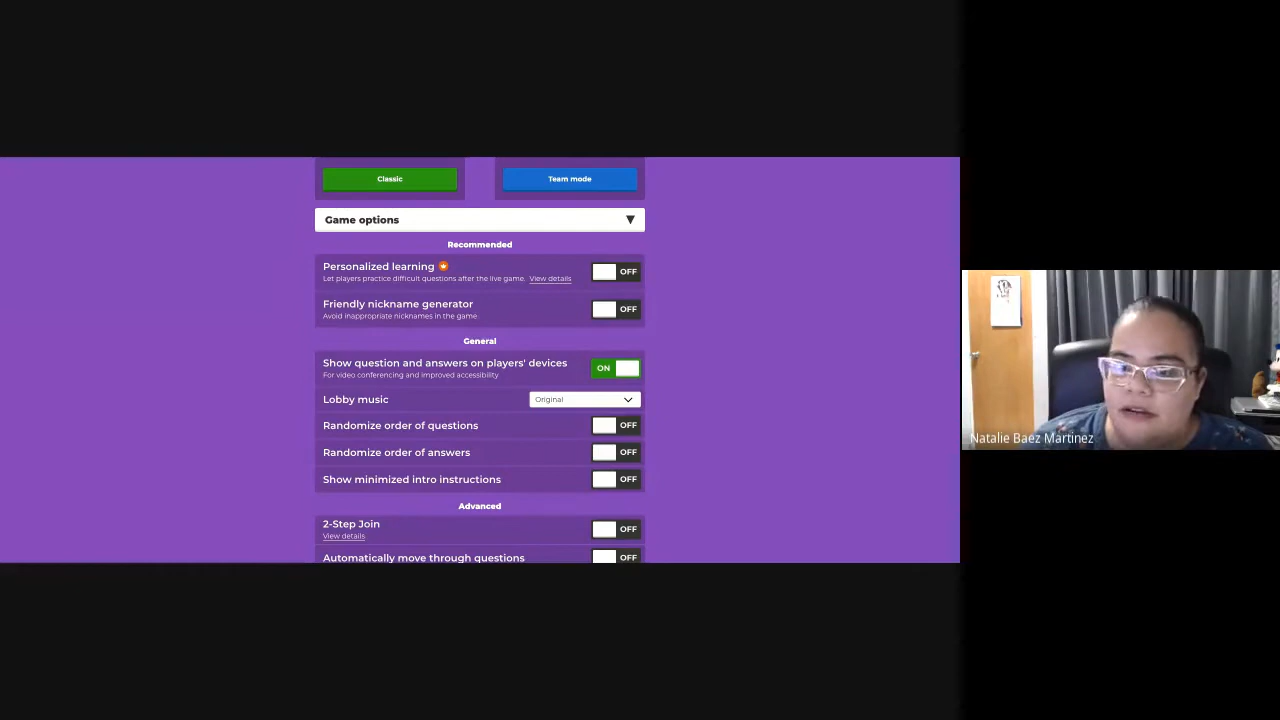 Classic
Team mode
Game options
Recommended
Personalized learning
Let players practice difficult questions after the live game. View details
OFF
Friendly nickname generator
Avoid inappropriate nicknames in the game.
OFF
General
Show question and answers on players' devices
For video conferencing and improved accessibility
ON
Lobby music
Original
Randomize order of questions
OFF
Randomize order of answers
OFF
Show minimized intro instructions
OFF
Advanced
2-Step Join
View details
OFF
Automatically move through questions
OFF
Natalie Baez Martinez